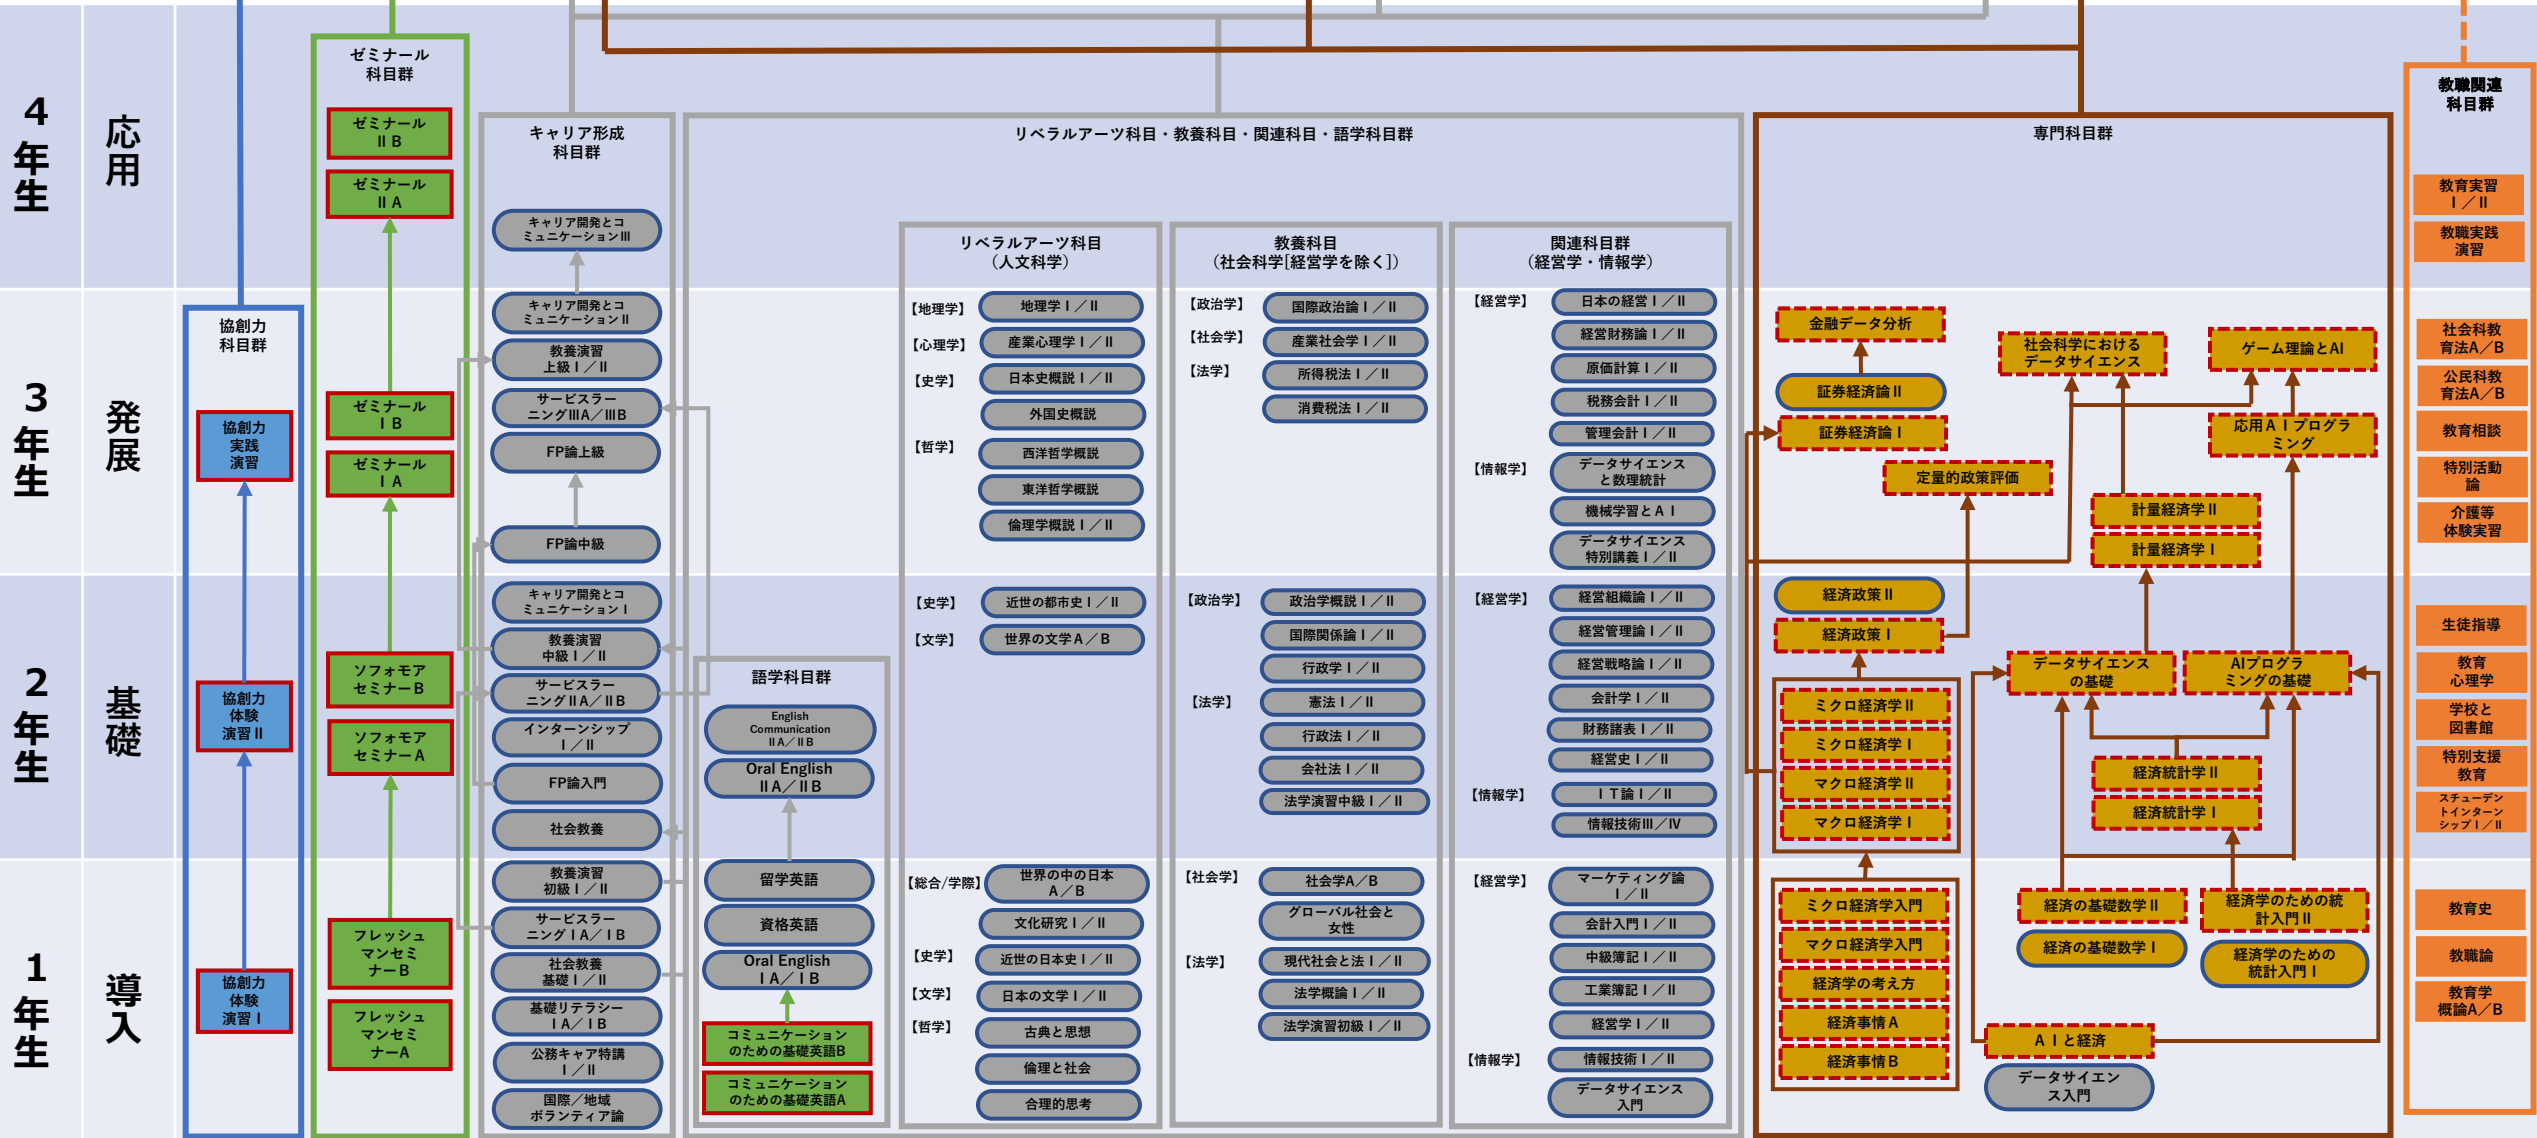 4
年
生
応
用
3
年
生
発
展
2
年
生
基
礎
1
年
生
導
入
協創力
科目群
協創力
実践
演習
協創力
体験
演習Ⅱ
協創力
体験
演習Ⅰ
ゼミナール
科目群
ゼミナール
ⅡB
ゼミナール
ⅡA
ゼミナール
ⅠB
ゼミナール
ⅠA
ソフォモア
セミナーB
ソフォモア
セミナーA
フレッシュ
マンセミ
ナーB
フレッシュ
マンセミ
ナーA
キャリア形成
科目群
キャリア開発とコ
ミュニケーションⅢ
キャリア開発とコ
ミュニケーションⅡ
教養演習
上級Ⅰ/Ⅱ
サービスラー
ニングⅢA/ⅢB
FP論上級
FP論中級
キャリア開発とコ
ミュニケーションⅠ
教養演習
中級Ⅰ/Ⅱ
サービスラー
ニングⅡA/ⅡB
インターンシップ
Ⅰ/Ⅱ
FP論入門
社会教養
教養演習
初級Ⅰ/Ⅱ
サービスラー
ニングⅠA/ⅠB
社会教養
基礎Ⅰ/Ⅱ
基礎リテラシー
ⅠA/ⅠB
公務キャア特講
Ⅰ/Ⅱ
国際/地域
ボランティア論
リベラルアーツ科目・教養科目・関連科目・語学科目群
語学科目群
English
Communication
ⅡA/ⅡB
Oral English
ⅡA/ⅡB
留学英語
資格英語
Oral English
ⅠA/ⅠB
コミュニケーション
のための基礎英語B
コミュニケーション
のための基礎英語A
リベラルアーツ科目
（人文科学）
【地理学】
地理学Ⅰ/Ⅱ
【心理学】
産業心理学Ⅰ/Ⅱ
【史学】
日本史概説Ⅰ/Ⅱ
外国史概説
【哲学】
西洋哲学概説
東洋哲学概説
倫理学概説Ⅰ/Ⅱ
【史学】
近世の都市史Ⅰ/Ⅱ
【文学】
世界の文学A/B
【総合/学際】
世界の中の日本
A/B
文化研究Ⅰ/Ⅱ
【史学】
近世の日本史Ⅰ/Ⅱ
【文学】
日本の文学Ⅰ/Ⅱ
【哲学】
古典と思想
倫理と社会
合理的思考
教養科目
（社会科学[経営学を除く]）
【政治学】
国際政治論Ⅰ/Ⅱ
【社会学】
産業社会学Ⅰ/Ⅱ
【法学】
所得税法Ⅰ/Ⅱ
消費税法Ⅰ/Ⅱ
【政治学】
政治学概説Ⅰ/Ⅱ
国際関係論Ⅰ/Ⅱ
行政学Ⅰ/Ⅱ
【法学】
憲法Ⅰ/Ⅱ
行政法Ⅰ/Ⅱ
会社法Ⅰ/Ⅱ
法学演習中級Ⅰ/Ⅱ
【社会学】
社会学A/B
グローバル社会と
女性
【法学】
現代社会と法Ⅰ/Ⅱ
法学概論Ⅰ/Ⅱ
法学演習初級Ⅰ/Ⅱ
関連科目群
（経営学・情報学）
【経営学】
日本の経営Ⅰ/Ⅱ
経営財務論Ⅰ/Ⅱ
原価計算Ⅰ/Ⅱ
税務会計Ⅰ/Ⅱ
管理会計Ⅰ/Ⅱ
【情報学】
データサイエンス
と数理統計
機械学習とAI
データサイエンス
特別講義Ⅰ/Ⅱ
【経営学】
経営組織論Ⅰ/Ⅱ
経営管理論Ⅰ/Ⅱ
経営戦略論Ⅰ/Ⅱ
会計学Ⅰ/Ⅱ
財務諸表Ⅰ/Ⅱ
経営史Ⅰ/Ⅱ
【情報学】
IT論Ⅰ/Ⅱ
情報技術Ⅲ/Ⅳ
【経営学】
マーケティング論
Ⅰ/Ⅱ
会計入門Ⅰ/Ⅱ
中級簿記Ⅰ/Ⅱ
工業簿記Ⅰ/Ⅱ
経営学Ⅰ/Ⅱ
【情報学】
情報技術Ⅰ/Ⅱ
データサイエンス
入門
専門科目群
金融データ分析
証券経済論Ⅱ
証券経済論Ⅰ
定量的政策評価
社会科学における
データサイエンス
ゲーム理論とAI
応用AIプログラ
ミング
計量経済学Ⅱ
計量経済学Ⅰ
経済政策Ⅱ
経済政策Ⅰ
ミクロ経済学Ⅱ
ミクロ経済学Ⅰ
マクロ経済学Ⅱ
マクロ経済学Ⅰ
データサイエンス
の基礎
AIプログラ
ミングの基礎
経済統計学Ⅱ
経済統計学Ⅰ
ミクロ経済学入門
マクロ経済学入門
経済学の考え方
経済事情A
経済事情B
経済の基礎数学Ⅱ
経済の基礎数学Ⅰ
経済学のための統
計入門Ⅱ
経済学のための
統計入門Ⅰ
AIと経済
データサイエン
ス入門
教職関連
科目群
教育実習
Ⅰ/Ⅱ
教職実践
演習
社会科教
育法A/B
公民科教
育法A/B
教育相談
特別活動
論
介護等
体験実習
生徒指導
教育
心理学
学校と
図書館
特別支援
教育
スチューデン
トインターン
シップⅠ/Ⅱ
教育史
教職論
教育学
概論A/B